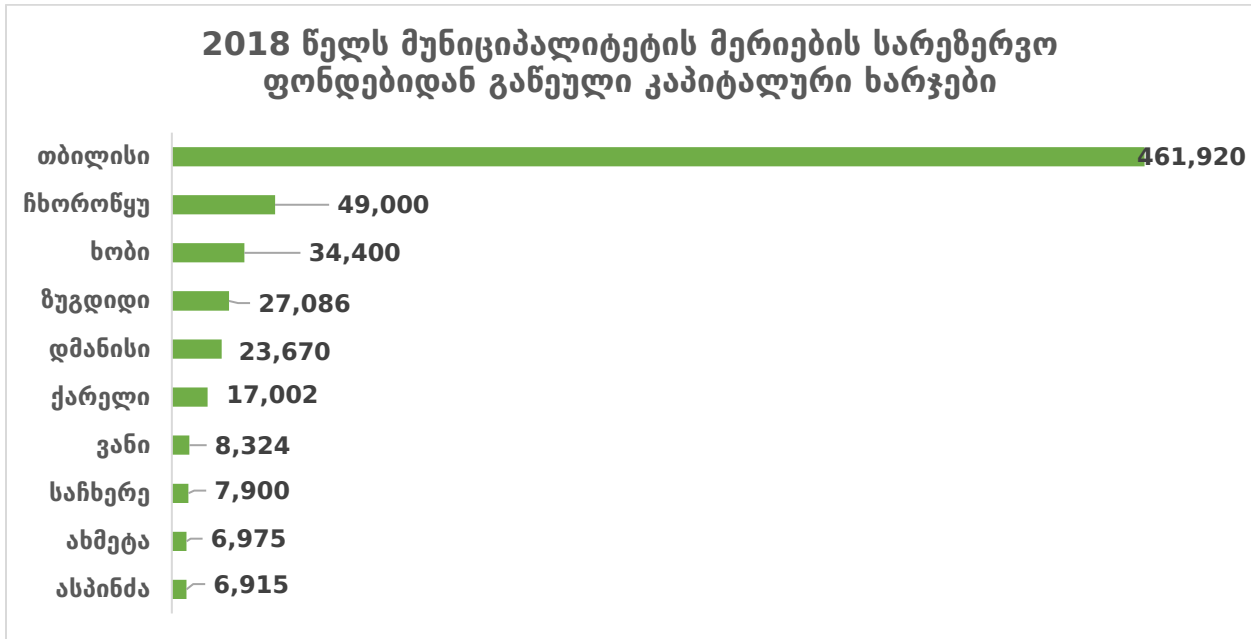 2018 წელს მუნიციპალიტეტის მერიების სარეზერვო
ფონდებიდან გაწეული კაპიტალური ხარჯები
თბილისი 461,920
ჩხოროწყუ 49,000
ხობი 34,400
ზუგდიდი 27,086
დმანისი 23,670
ქარელი 17,002
ვანი 8,324
საჩხერე 7,900
ახმეტა 6,975
ასპინძა 6,915